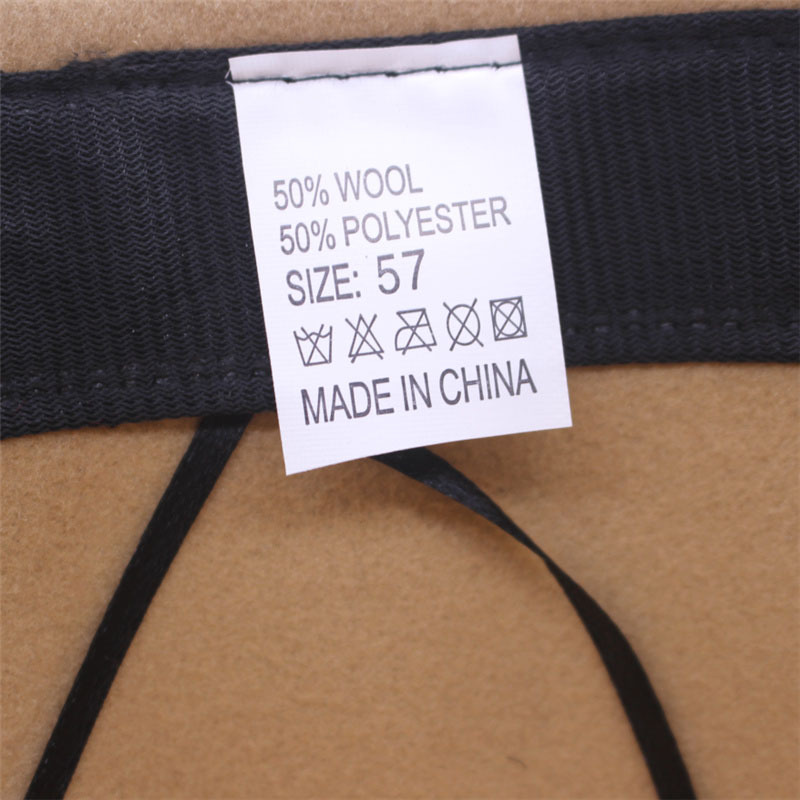 50% WOOL
50% POLYESTER
SIZE: 57
MADE IN CHINA